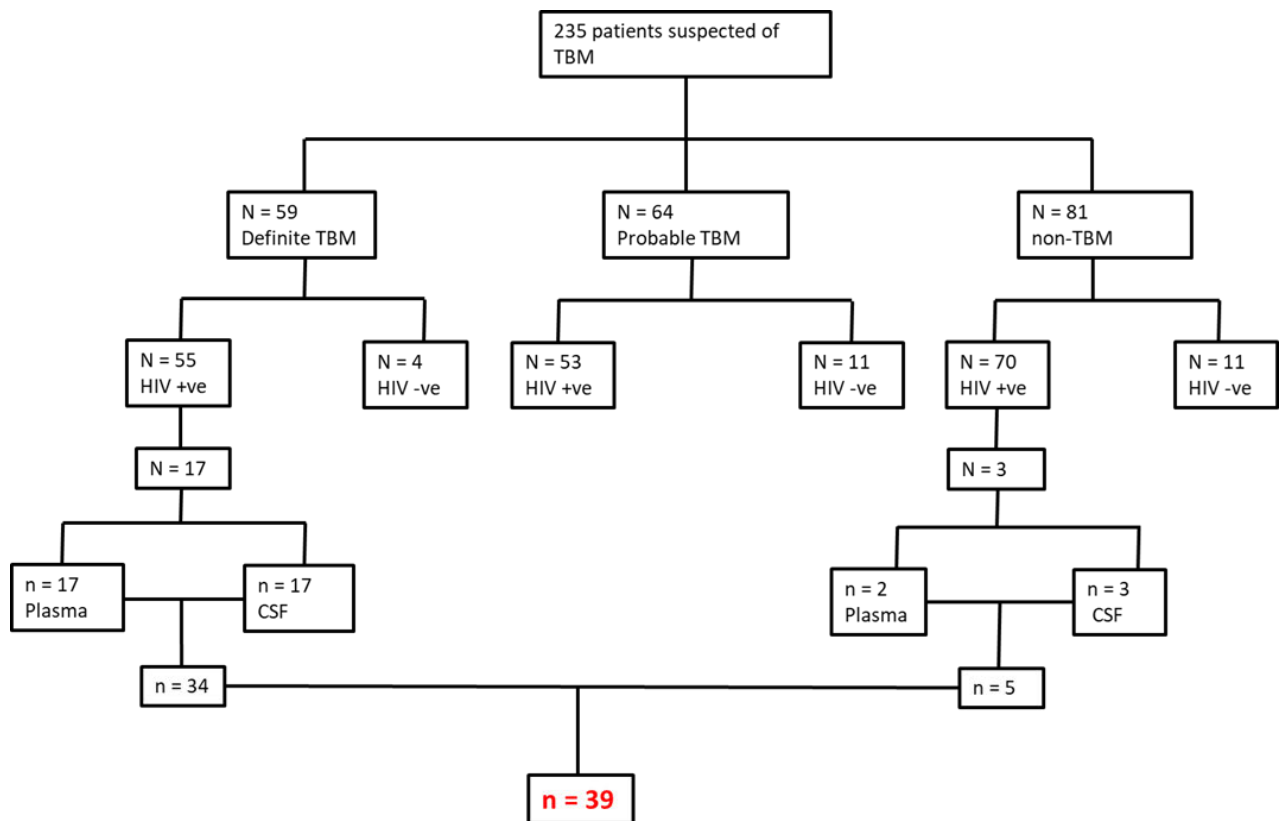 235 patients suspected of
TBM
N = 59
Definite TBM
N = 64
Probable TBM
N = 81
non-TBM
N = 55
HIV +ve
N = 4
HIV -ve
N = 53
HIV +ve
N = 11
HIV -ve
N = 70
HIV +ve
N = 11
HIV -ve
N = 17
N = 3
n = 17
Plasma
n = 17
CSF
n = 2
Plasma
n = 3
CSF
n = 34
n = 5
n = 39